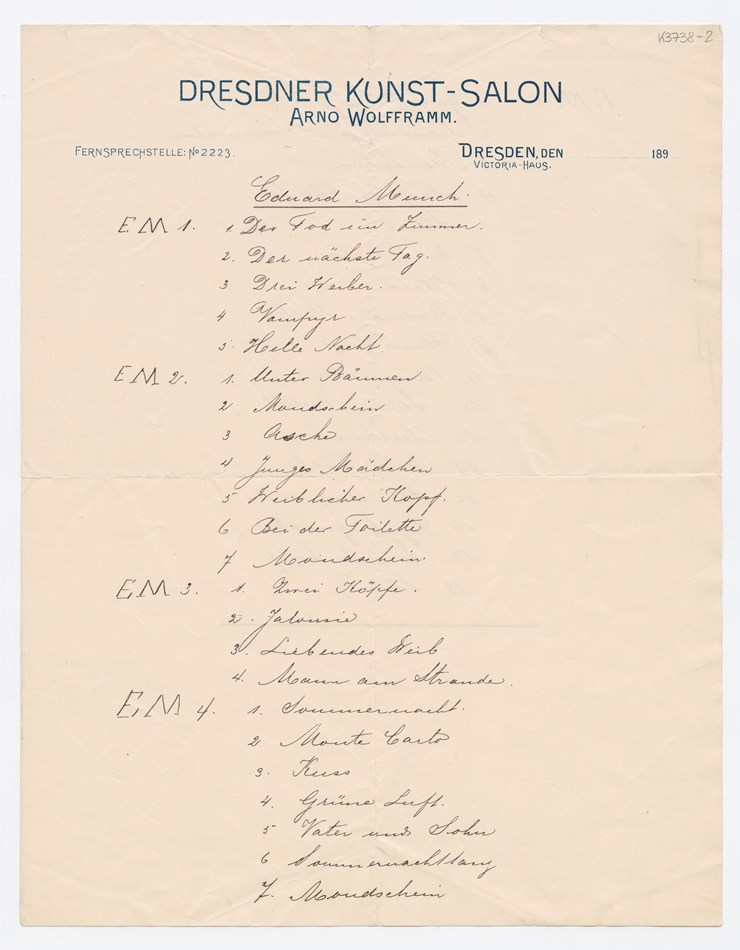 K3738-2
DRESDNER KUNST-SALON
ARNO WOLFFRAMM.
FERNSPRECHSTELLE: No 2223.
DRESDEN, DEN 189
VICTORIA-HAUS.
Eduard Munch.
E M 1. 1. Der Tod im Zimmer.
2. Der nächste Tag.
3 Drei Weiber.
4 Vampyr
5. Helle Nacht.
E M 2. 1. Unter Bäumen
2 Mondschein
3 Asche
4 Junges Mädchen
5 Weiblicher Kopf.
6 Bei der Toilette
7 Mondschein.
E, M 3. 1. Zwei Köpfe.
2. Jalousie
3. Liebendes Weib
4. Mann am Strande.
E, M 4. 1. Sommernacht.
2 Monte Carlo
3. Kuss
4. Grüne Luft.
5 Vater und Sohn
6 Sommernachttang
7. Mondschein